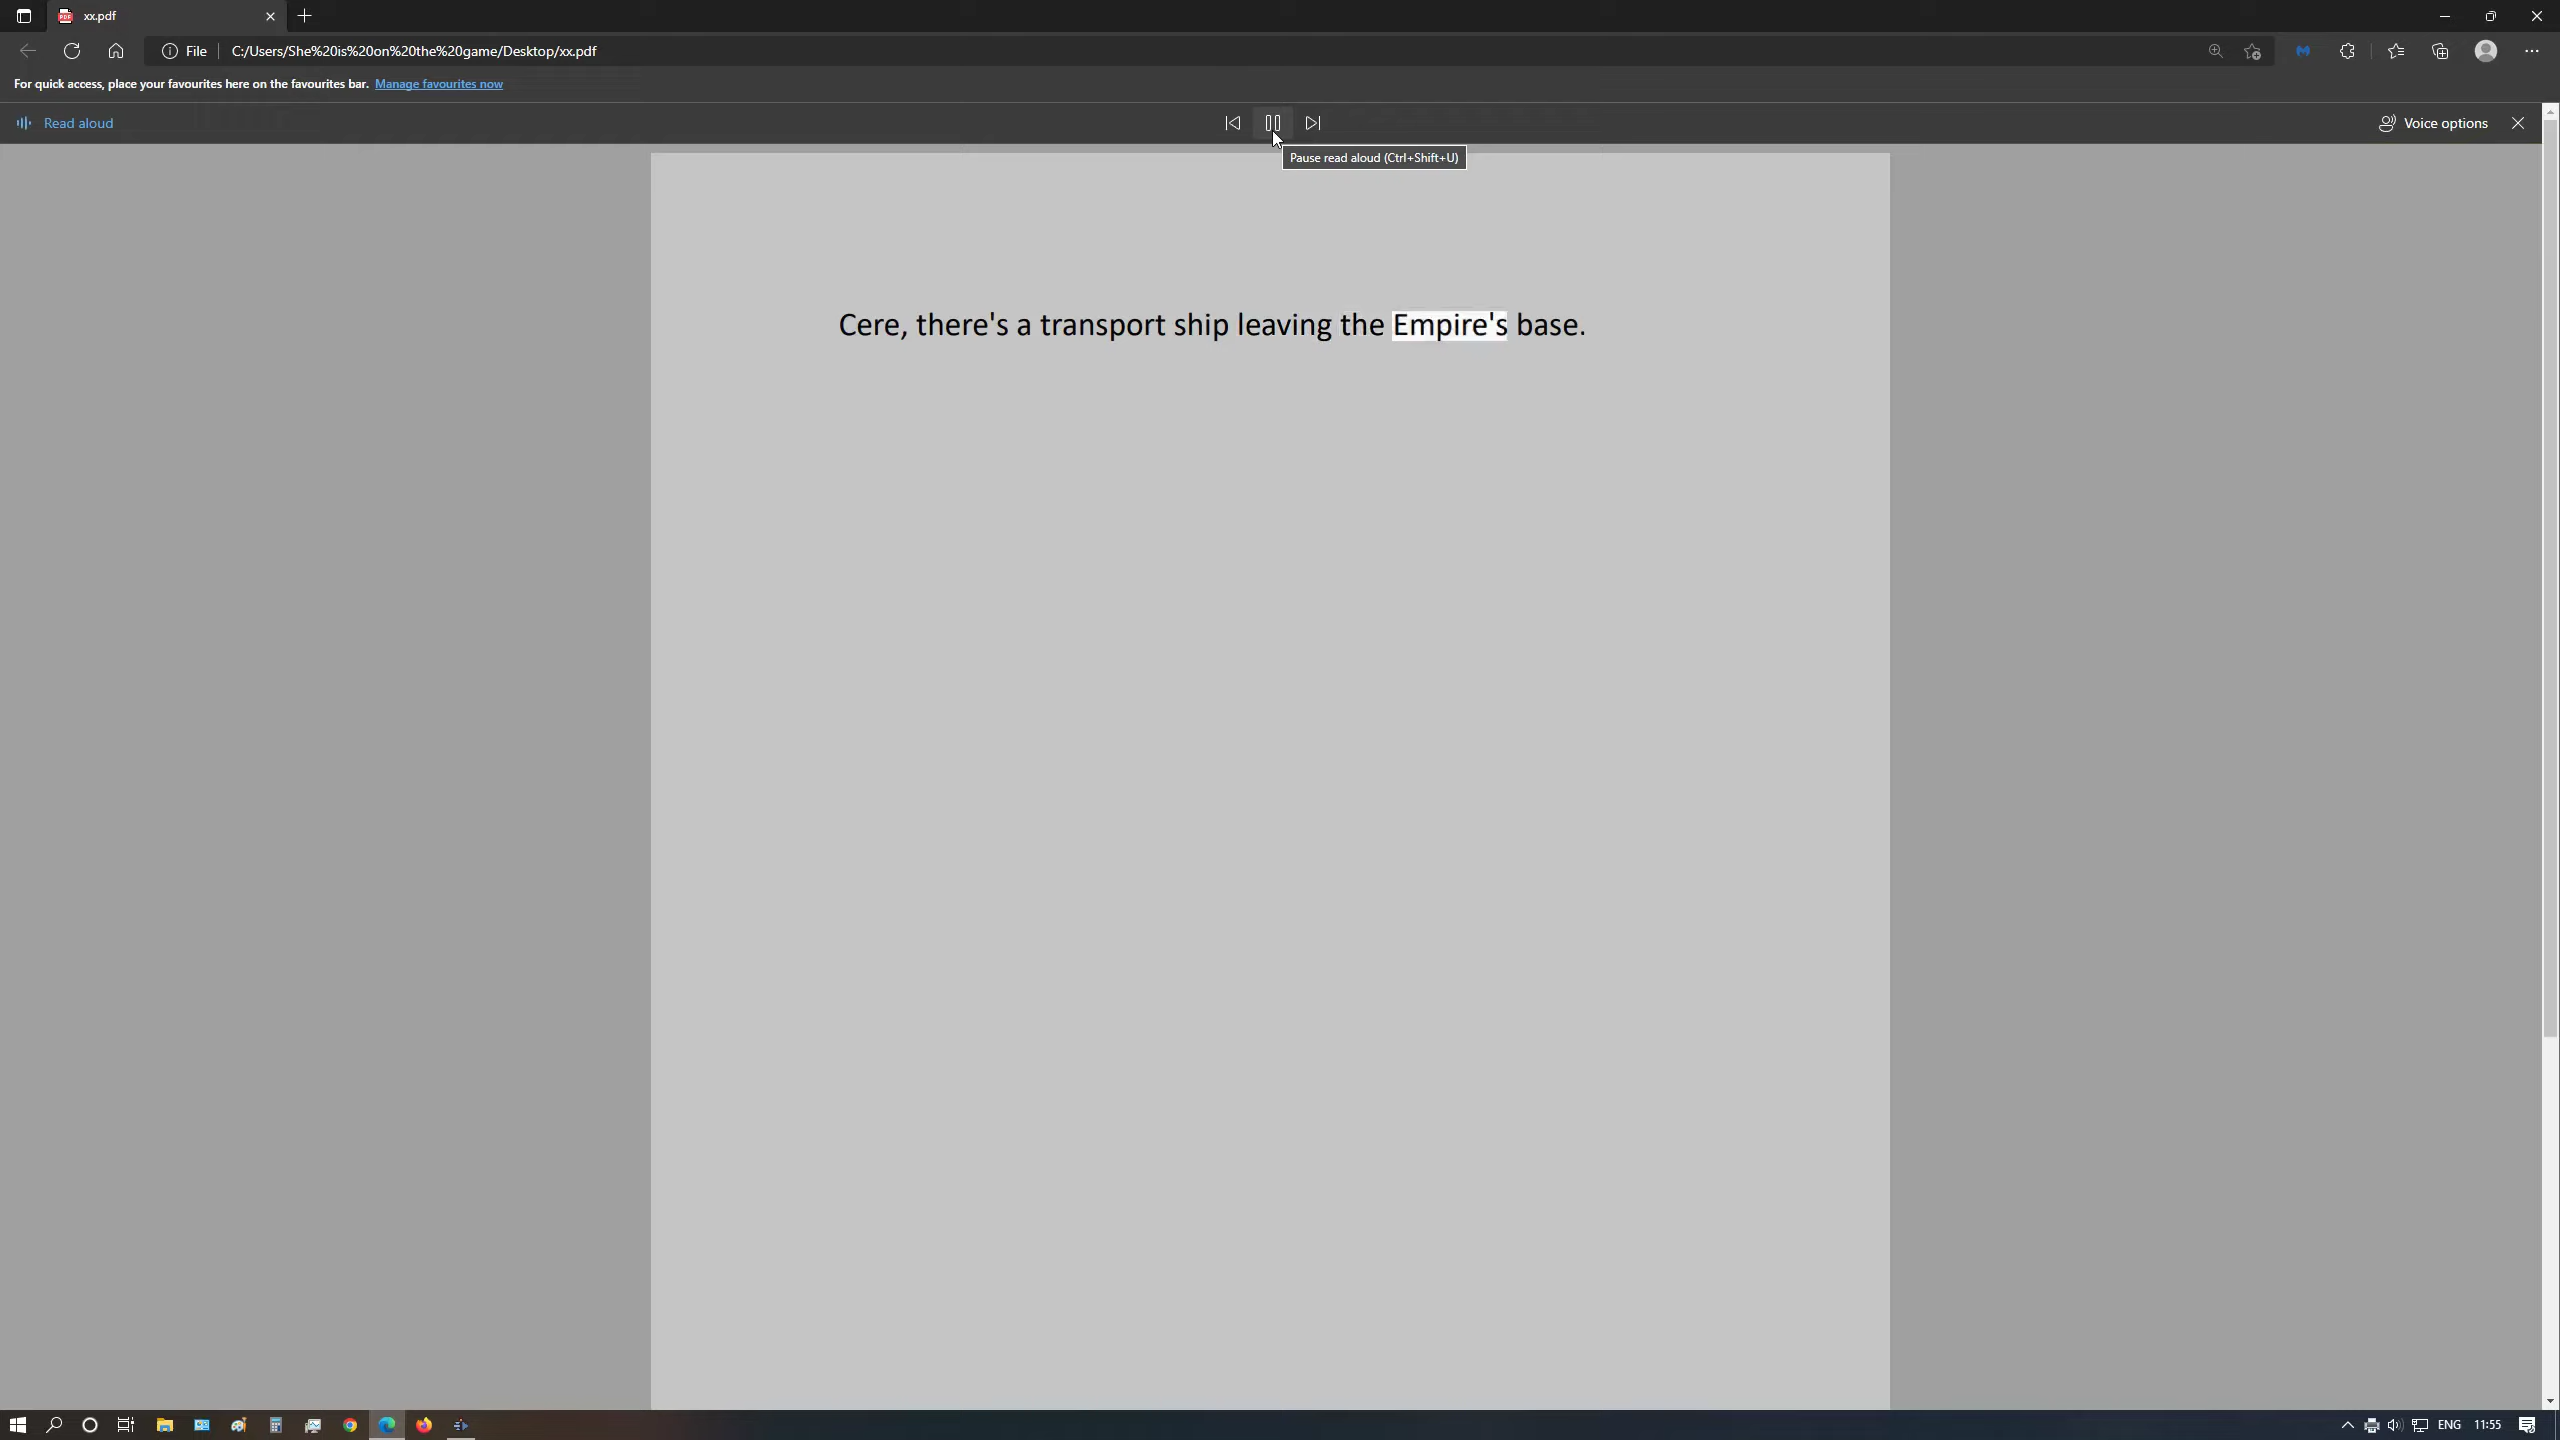 xx.pdf
File
C:/Users/She%20is%20on%20the%20game/Desktop/xx.pdf
For quick access, place your favourites here on the favourites bar. Manage favourites now
Read aloud
Voice options
Pause read aloud (Ctrl+Shift+U)
Cere, there's a transport ship leaving the Empire's base.
ENG 11:55